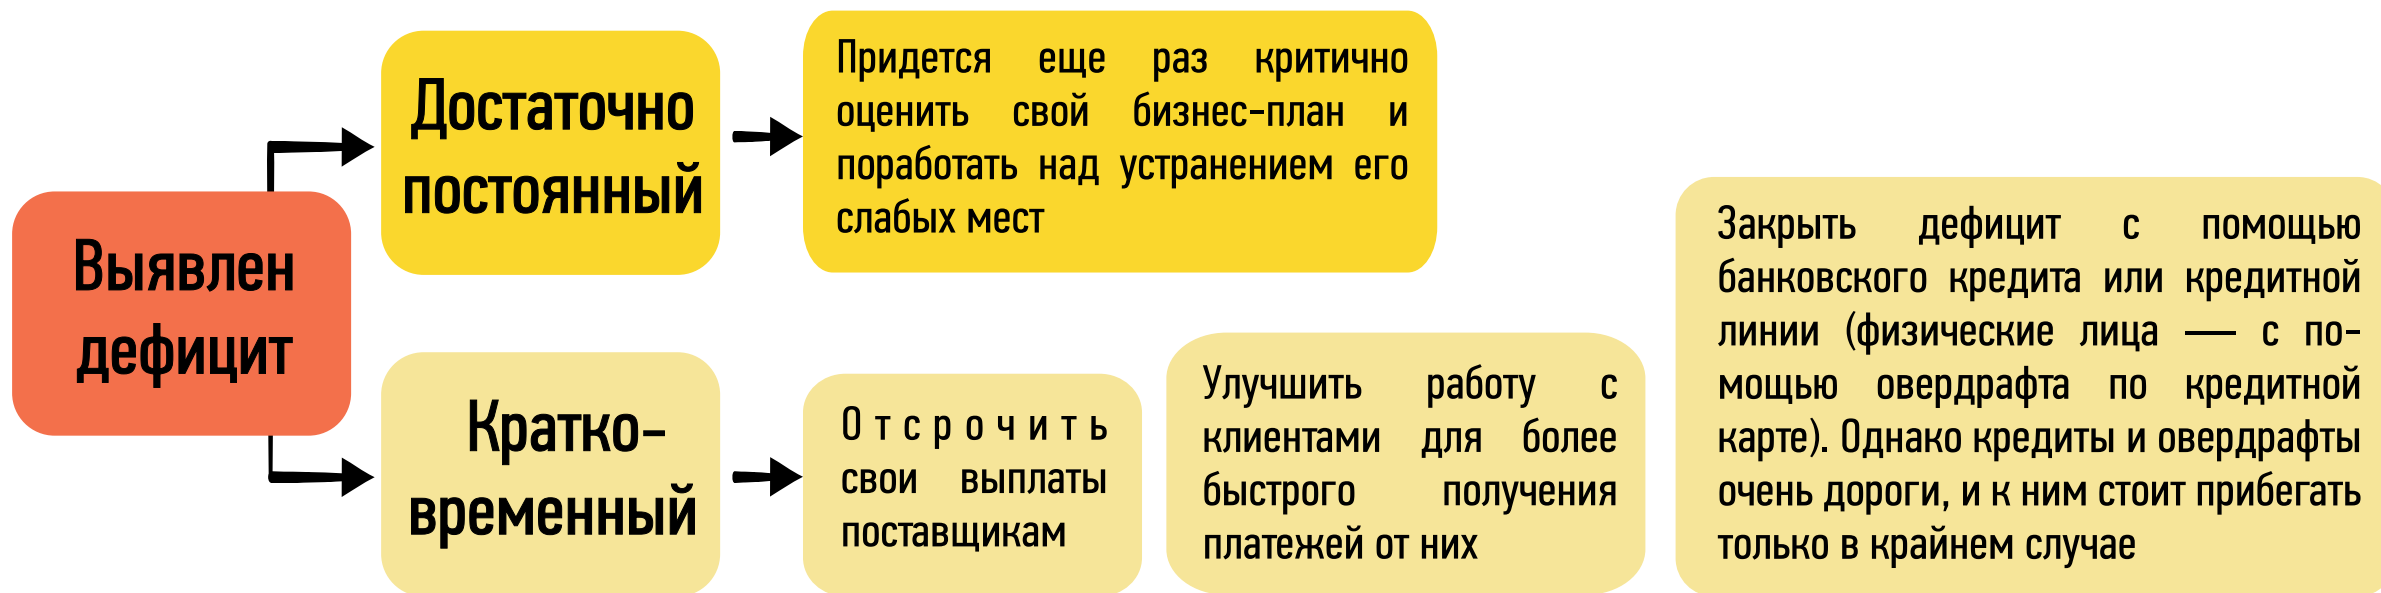 Выявлен
дефицит
Достаточно
постоянный
Придется еще раз критично
оценить свой бизнес-план и
поработать над устранением его
слабых мест
Кратко-
временный
Отсрочить
свои выплаты
поставщикам
Улучшить работу с
клиентами для более
быстрого получения
платежей от них
Закрыть дефицит с помощью
банковского кредита или кредитной
линии (физические лица — с по-
мощью овердрафта по кредитной
карте). Однако кредиты и овердрафты
очень дороги, и к ним стоит прибегать
только в крайнем случае